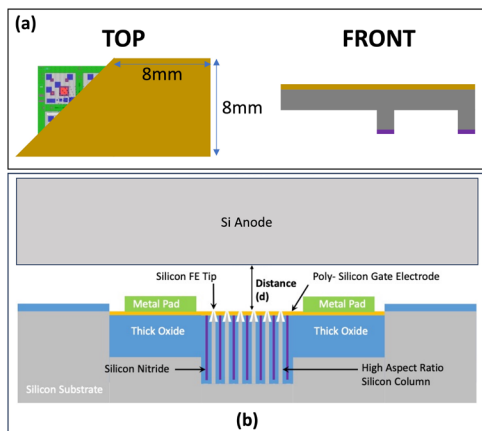 (a)
TOP
FRONT
8mm
8mm
Si Anode
Silicon FE Tip
Distance
(d)
Poly- Silicon Gate Electrode
Metal Pad
Metal Pad
Thick Oxide
Thick Oxide
Silicon Nitride
High Aspect Ratio
Silicon Column
Silicon Substrate
(b)